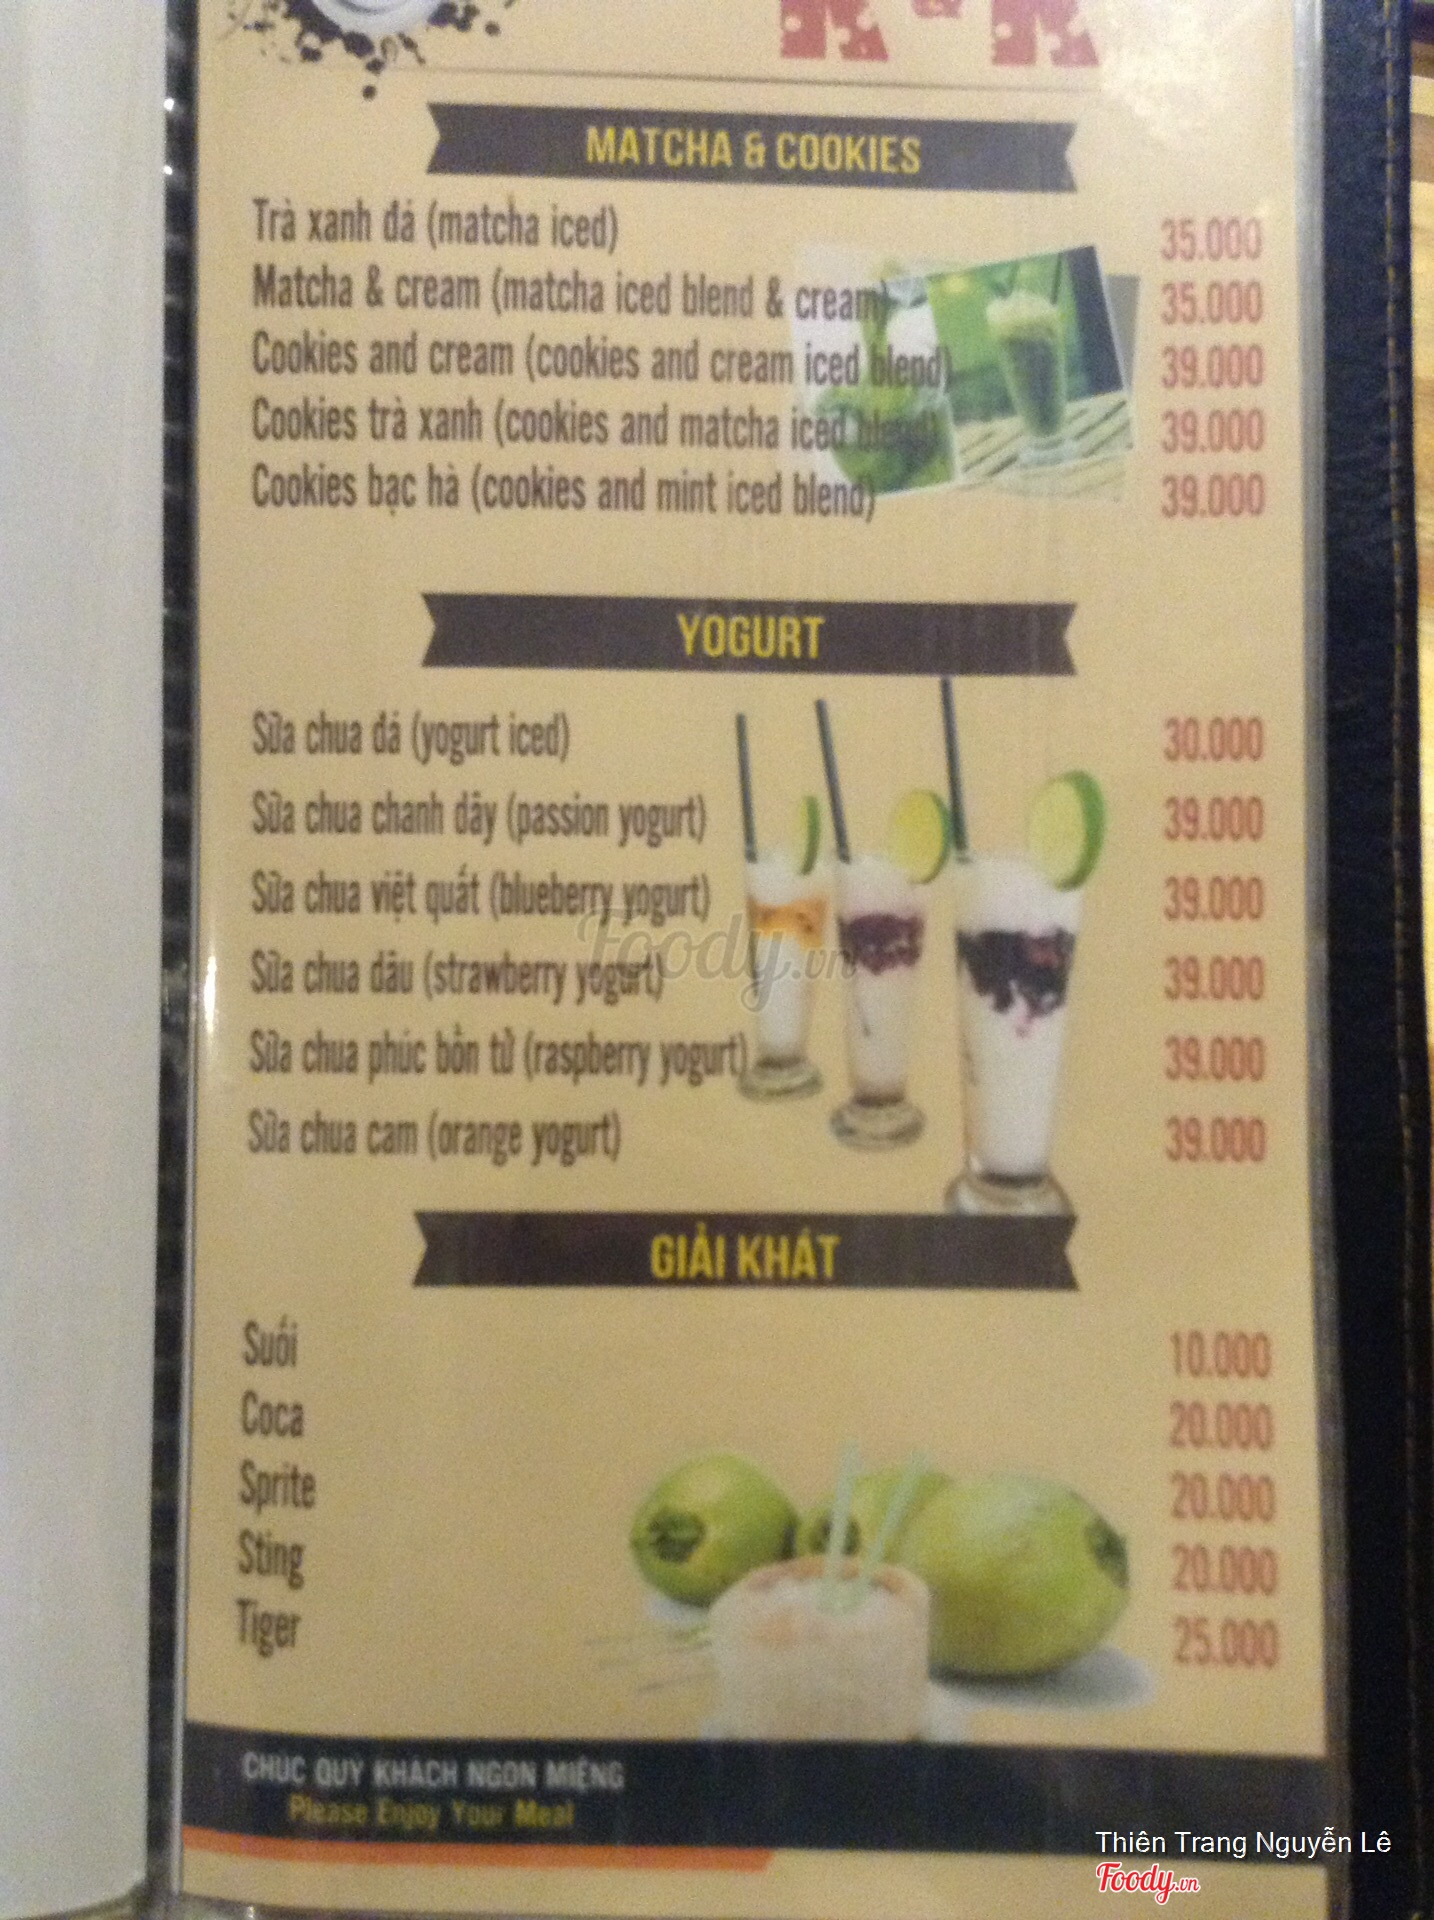 K & K
MATCHA & COOKIES
Trà xanh đá (matcha iced) 35.000
Matcha & cream (matcha iced blend & cream) 35.000
Cookies and cream (cookies and cream iced blend) 39.000
Cookies trà xanh (cookies and matcha iced blend) 39.000
Cookies bạc hà (cookies and mint iced blend) 39.000
YOGURT
Sữa chua đá (yogurt iced) 30.000
Sữa chua chanh dây (passion yogurt) 39.000
Sữa chua việt quất (blueberry yogurt) 39.000
Foody.vn
Sữa chua dâu (strawberry yogurt) 39.000
Sữa chua phúc bồn tử (raspberry yogurt) 39.000
Sữa chua cam (orange yogurt) 39.000
GIẢI KHÁT
Suối 10.000
Coca 20.000
Sprite 20.000
Sting 20.000
Tiger 25.000
CHÚC QUÝ KHÁCH NGON MIỆNG
Please Enjoy Your Meal
Thiên Trang Nguyễn Lê
Foody.vn